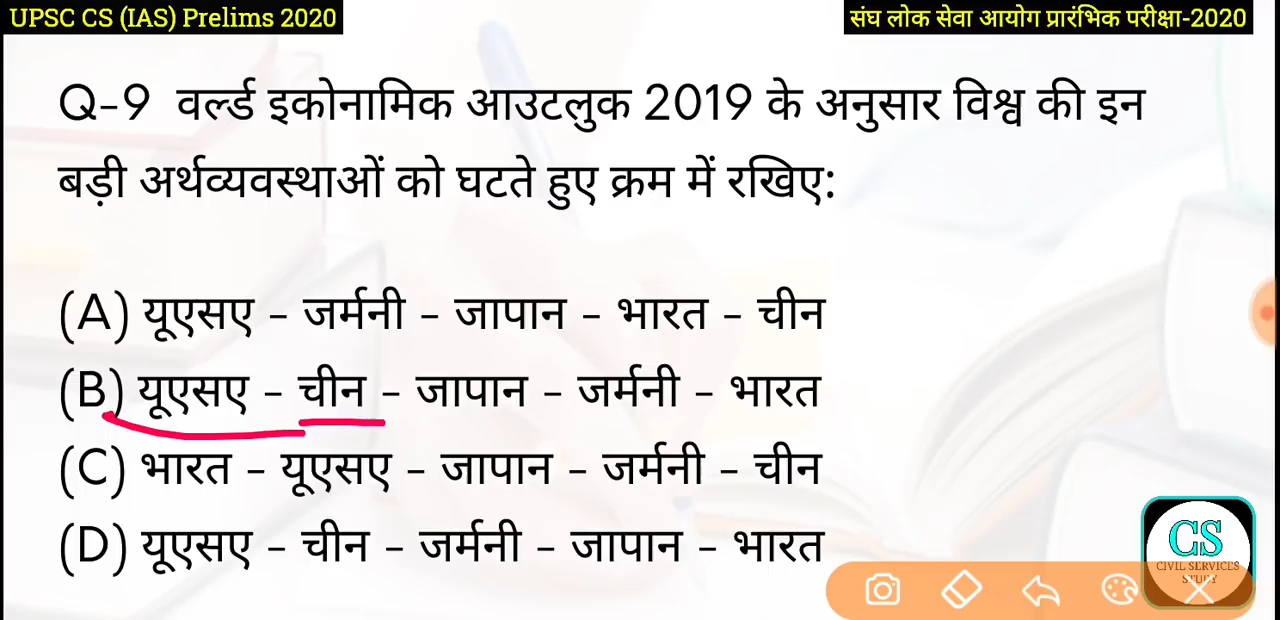 UPSC CS (IAS) Prelims 2020
संघ लोक सेवा आयोग प्रारंभिक परीक्षा-2020
Q-9 वर्ल्ड इकोनामिक आउटलुक 2019 के अनुसार विश्व की इन
बड़ी अर्थव्यवस्थाओं को घटते हुए क्रम में रखिए:
(A) यूएसए - जर्मनी - जापान - भारत - चीन
(B) यूएसए - चीन - जापान - जर्मनी - भारत
(C) भारत - यूएसए - जापान - जर्मनी - चीन
(D) यूएसए - चीन - जर्मनी - जापान - भारत
CS
CIVIL SERVICES
STUDY